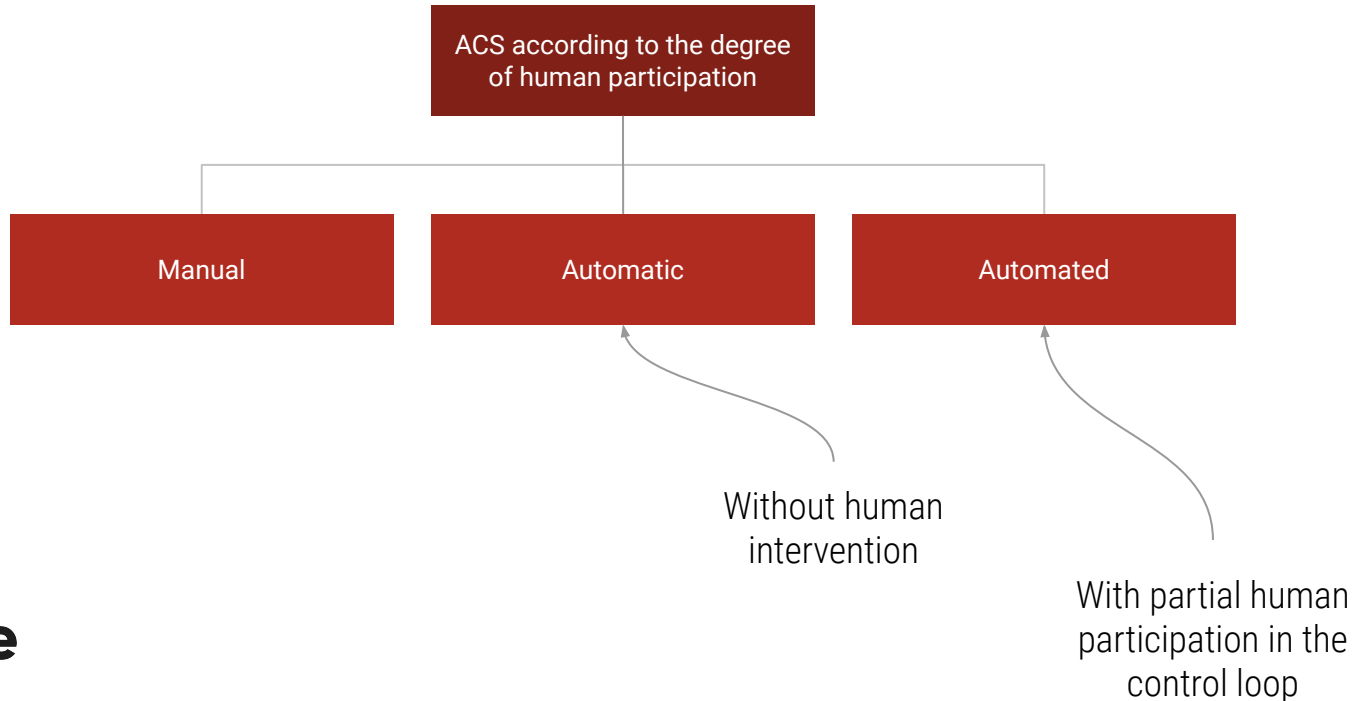 ACS according to the degree
of human participation
Manual
Automatic
Automated
Without human
intervention
With partial human
participation in the
control loop
e